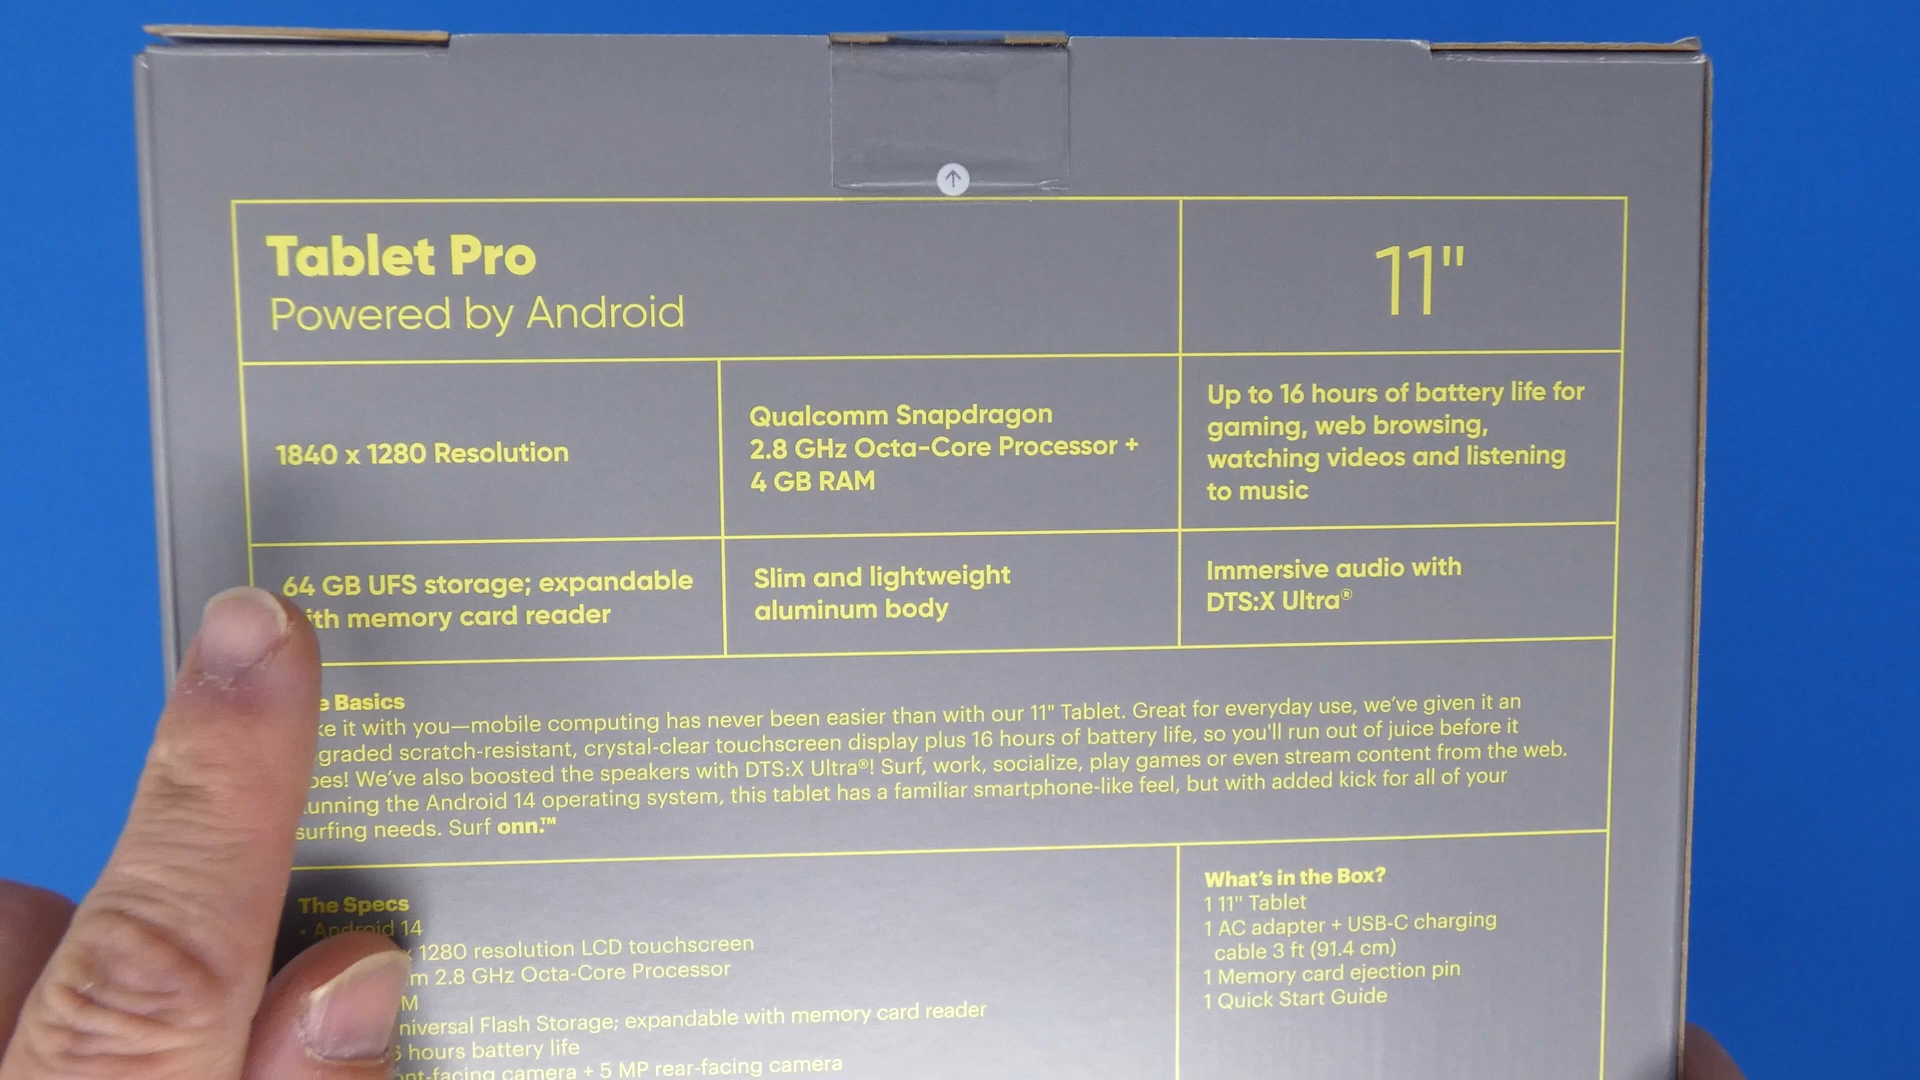 Tablet Pro
Powered by Android
11"
1840 x 1280 Resolution
Qualcomm Snapdragon
2.8 GHz Octa-Core Processor +
4 GB RAM
Up to 16 hours of battery life for
gaming, web browsing,
watching videos and listening
to music
64 GB UFS storage; expandable
memory card reader
Slim and lightweight
aluminum body
Immersive audio with
DTS:X Ultra®
Basics
it with you—mobile computing has never been easier than with our 11" Tablet. Great for everyday use, we've given it an
scratch-resistant, crystal-clear touchscreen display plus 16 hours of battery life, so you'll run out of juice before it
We've also boosted the speakers with DTS:X Ultra®! Surf, work, socialize, play games or even stream content from the web.
the Android 14 operating system, this tablet has a familiar smartphone-like feel, but with added kick for all of your
surfing needs. Surf onn.™
The Specs
• Android 14
x 1280 resolution LCD touchscreen
2.8 GHz Octa-Core Processor
Flash Storage; expandable with memory card reader
hours battery life
camera + 5 MP rear-facing camera
What's in the Box?
1 11" Tablet
1 AC adapter + USB-C charging
cable 3 ft (91.4 cm)
1 Memory card ejection pin
1 Quick Start Guide